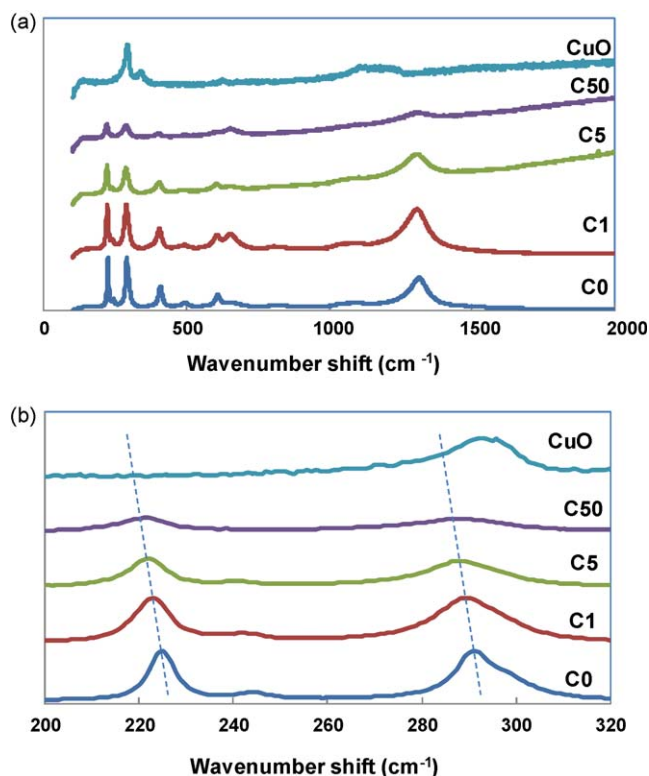 (a)
CuO
C50
C5
C1
C0
0 500 1000 1500 2000
Wavenumber shift (cm -1)
(b)
CuO
C50
C5
C1
C0
200 220 240 260 280 300 320
Wavenumber shift (cm-1)